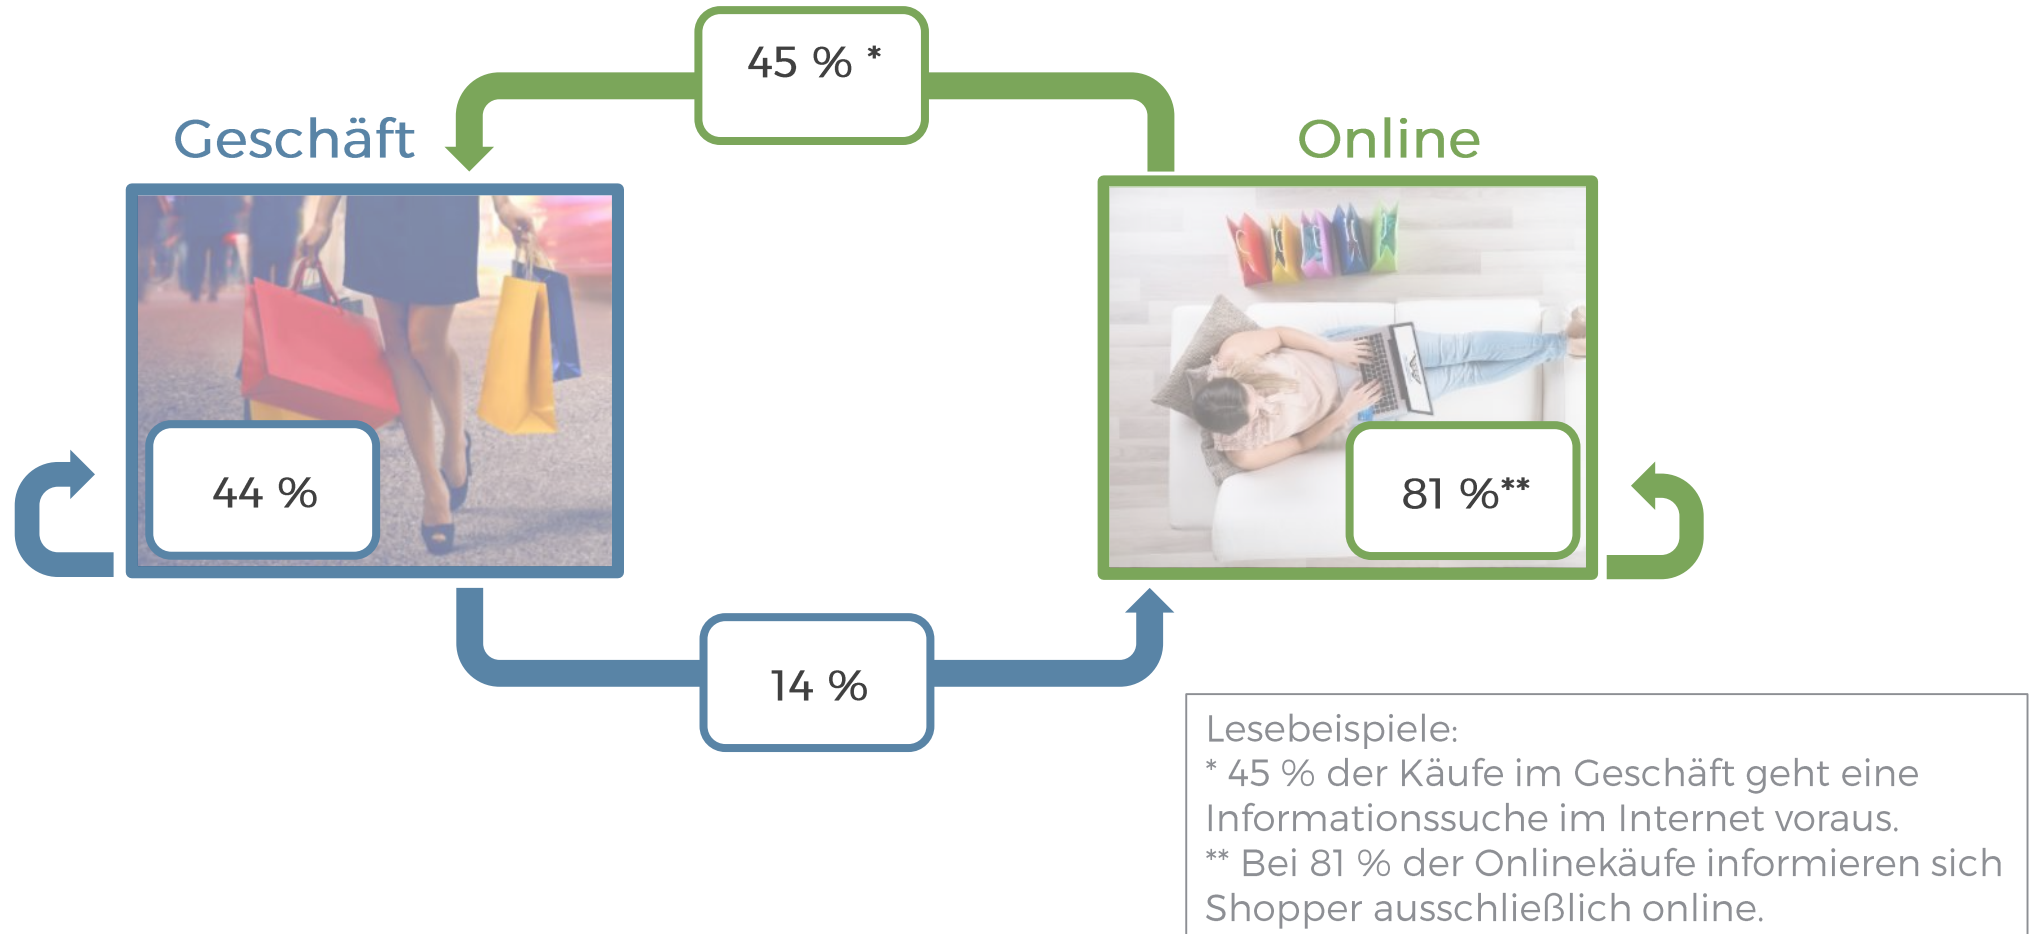 45 % *
Geschäft
Online
44 %
81 %**
14 %
Lesebeispiele:
* 45 % der Käufe im Geschäft geht eine
Informationssuche im Internet voraus.
** Bei 81 % der Onlinekäufe informieren sich
Shopper ausschließlich online.